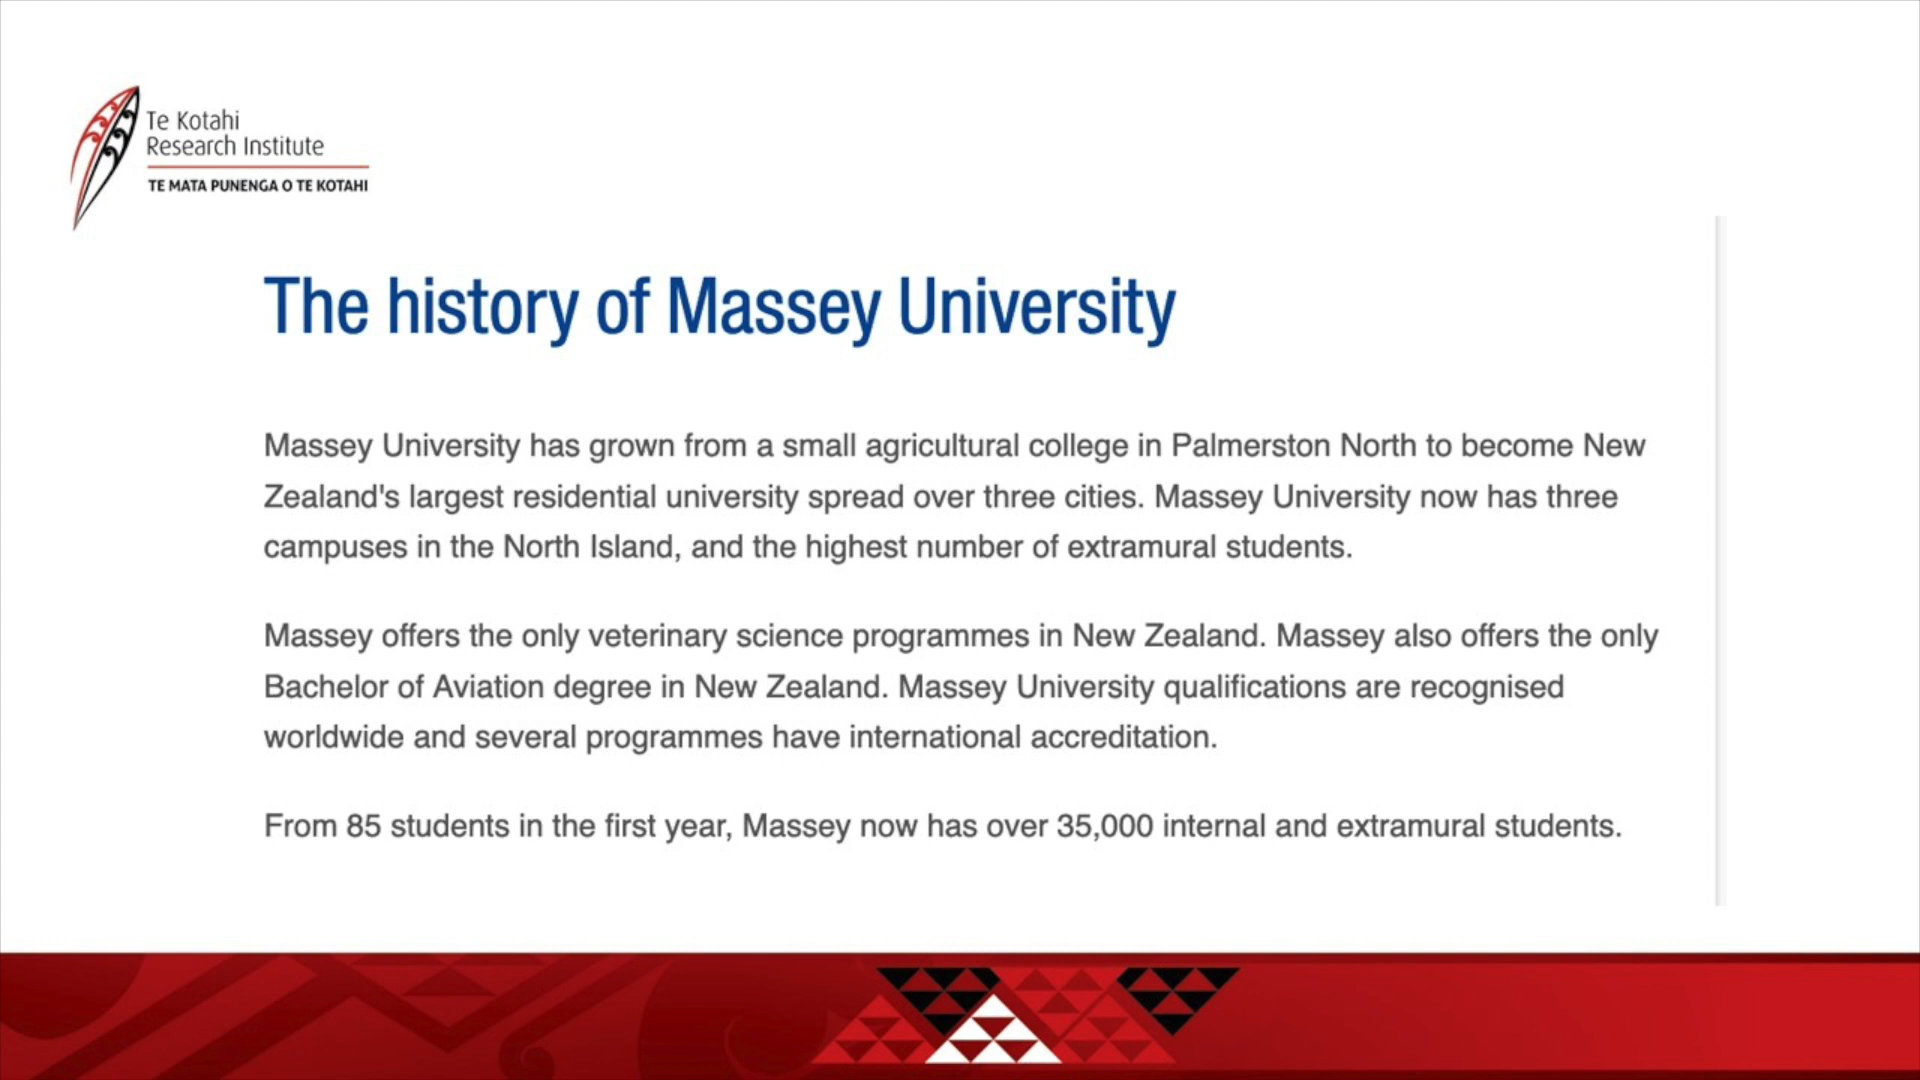 Te Kotahi
Research Institute
TE MATA PUNENGA O TE KOTAHI
The history of Massey University
Massey University has grown from a small agricultural college in Palmerston North to become New
Zealand's largest residential university spread over three cities. Massey University now has three
campuses in the North Island, and the highest number of extramural students.
Massey offers the only veterinary science programmes in New Zealand. Massey also offers the only
Bachelor of Aviation degree in New Zealand. Massey University qualifications are recognised
worldwide and several programmes have international accreditation.
From 85 students in the first year, Massey now has over 35,000 internal and extramural students.